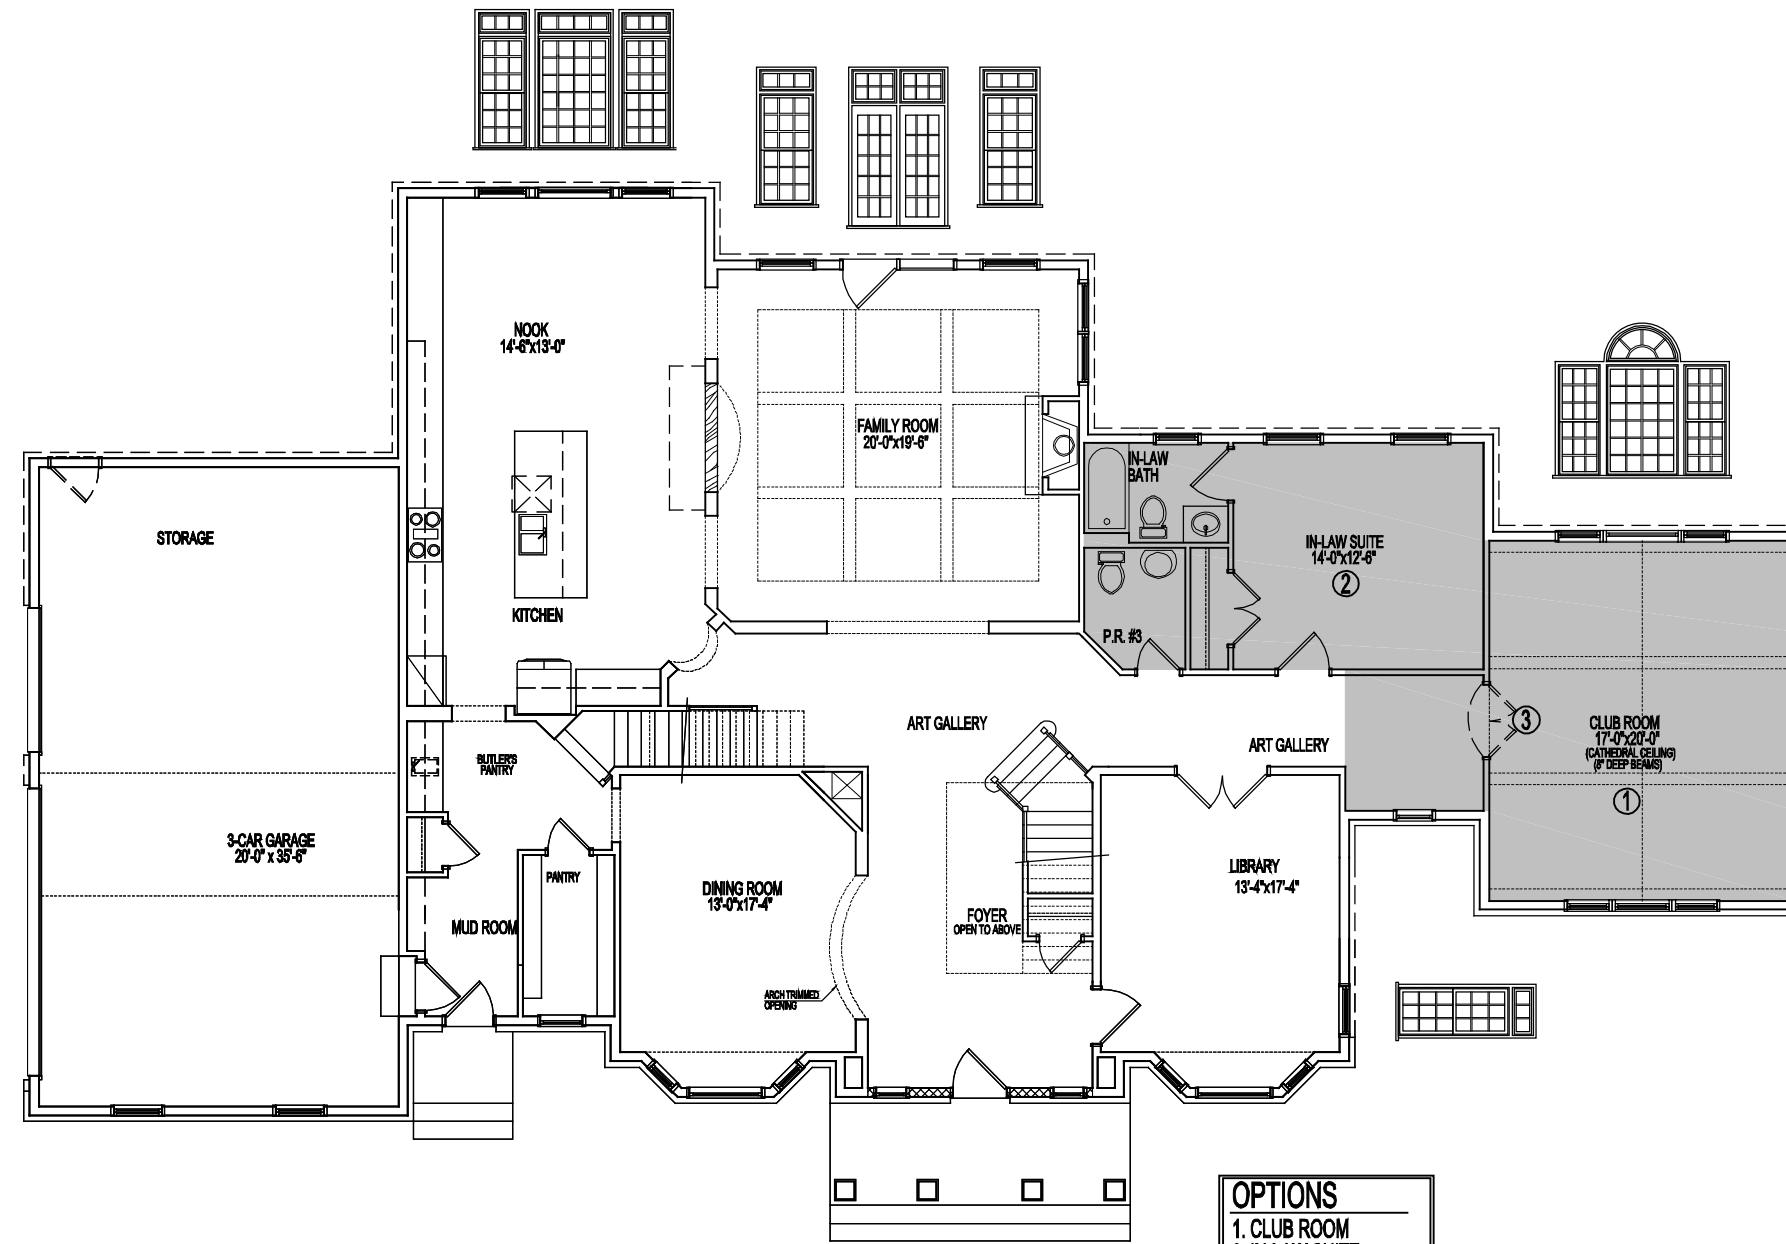 NOOK
14'-6"x13'-0"
FAMILY ROOM
20'-0"x19'-6"
IN-LAW
BATH
STORAGE
IN-LAW SUITE
14'-0"x12'-6"
2
KITCHEN
P.R. #3
ART GALLERY
ART GALLERY
3
CLUB ROOM
17'-0"x20'-0"
(CATHEDRAL CEILING)
(8" DEEP BEAMS)
1
BUTLER'S
PANTRY
3-CAR GARAGE
20'-0" x 35'-6"
PANTRY
DINING ROOM
13'-0"x17'-4"
LIBRARY
13'-4"x17'-4"
MUD ROOM
FOYER
OPEN TO ABOVE
ARCH TRIMMED
OPENING
OPTIONS
1. CLUB ROOM